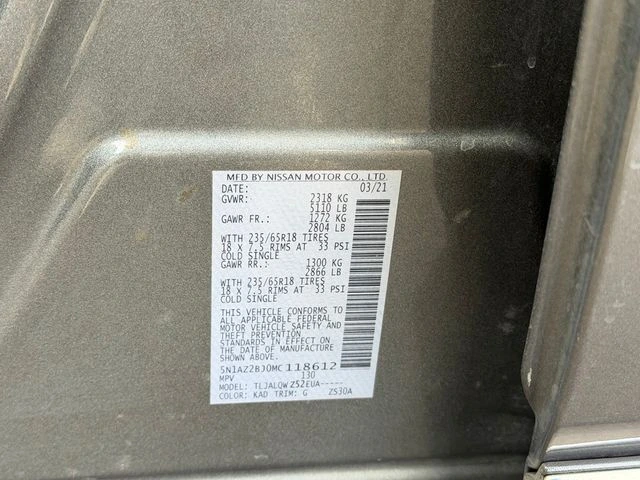 MFD BY NISSAN MOTOR CO., LTD.
DATE: 03/21
GVWR: 2318 KG
5110 LB
GAWR FR.: 1272 KG
2804 LB
WITH 235/65R18 TIRES
18 X 7.5 RIMS AT 33 PSI
COLD SINGLE
GAWR RR.: 1300 KG
2866 LB
WITH 235/65R18 TIRES
18 X 7.5 RIMS AT 33 PSI
COLD SINGLE
THIS VEHICLE CONFORMS TO
ALL APPLICABLE FEDERAL
MOTOR VEHICLE SAFETY AND
THEFT PREVENTION
STANDARDS IN EFFECT ON
THE DATE OF MANUFACTURE
SHOWN ABOVE.
118612
MPV 130
MODEL: TLJALQW Z52EUA-----
COLOR: KAD TRIM: G ZS30A